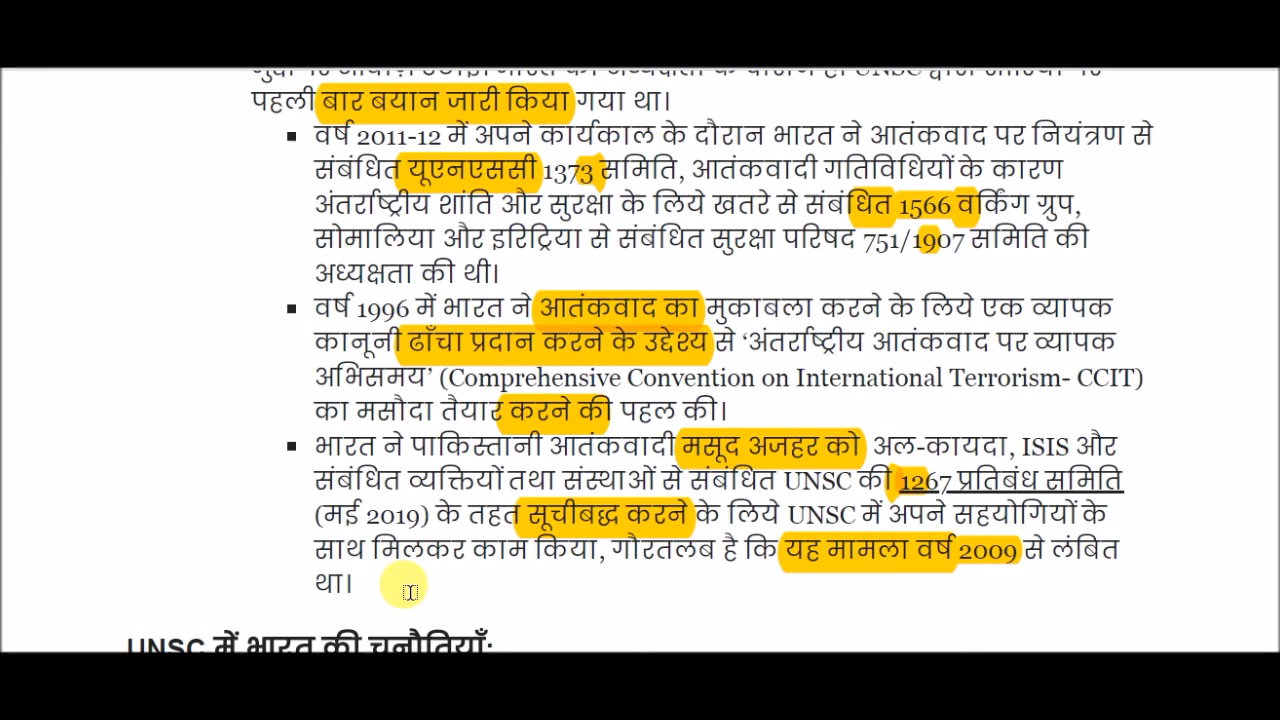 पहली बार बयान जारी किया गया था।
▪ वर्ष 2011-12 में अपने कार्यकाल के दौरान भारत ने आतंकवाद पर नियंत्रण से
संबंधित यूएनएससी 1373 समिति, आतंकवादी गतिविधियों के कारण
अंतर्राष्ट्रीय शांति और सुरक्षा के लिये खतरे से संबंधित 1566 वर्किंग ग्रुप,
सोमालिया और इरिट्रिया से संबंधित सुरक्षा परिषद 751/1907 समिति की
अध्यक्षता की थी।
▪ वर्ष 1996 में भारत ने आतंकवाद का मुकाबला करने के लिये एक व्यापक
कानूनी ढाँचा प्रदान करने के उद्देश्य से ‘अंतर्राष्ट्रीय आतंकवाद पर व्यापक
अभिसमय’ (Comprehensive Convention on International Terrorism- CCIT)
का मसौदा तैयार करने की पहल की।
▪ भारत ने पाकिस्तानी आतंकवादी मसूद अजहर को अल-कायदा, ISIS और
संबंधित व्यक्तियों तथा संस्थाओं से संबंधित UNSC की 1267 प्रतिबंध समिति
(मई 2019) के तहत सूचीबद्ध करने के लिये UNSC में अपने सहयोगियों के
साथ मिलकर काम किया, गौरतलब है कि यह मामला वर्ष 2009 से लंबित
था।
UNSC में भारत की चुनौतियाँ: